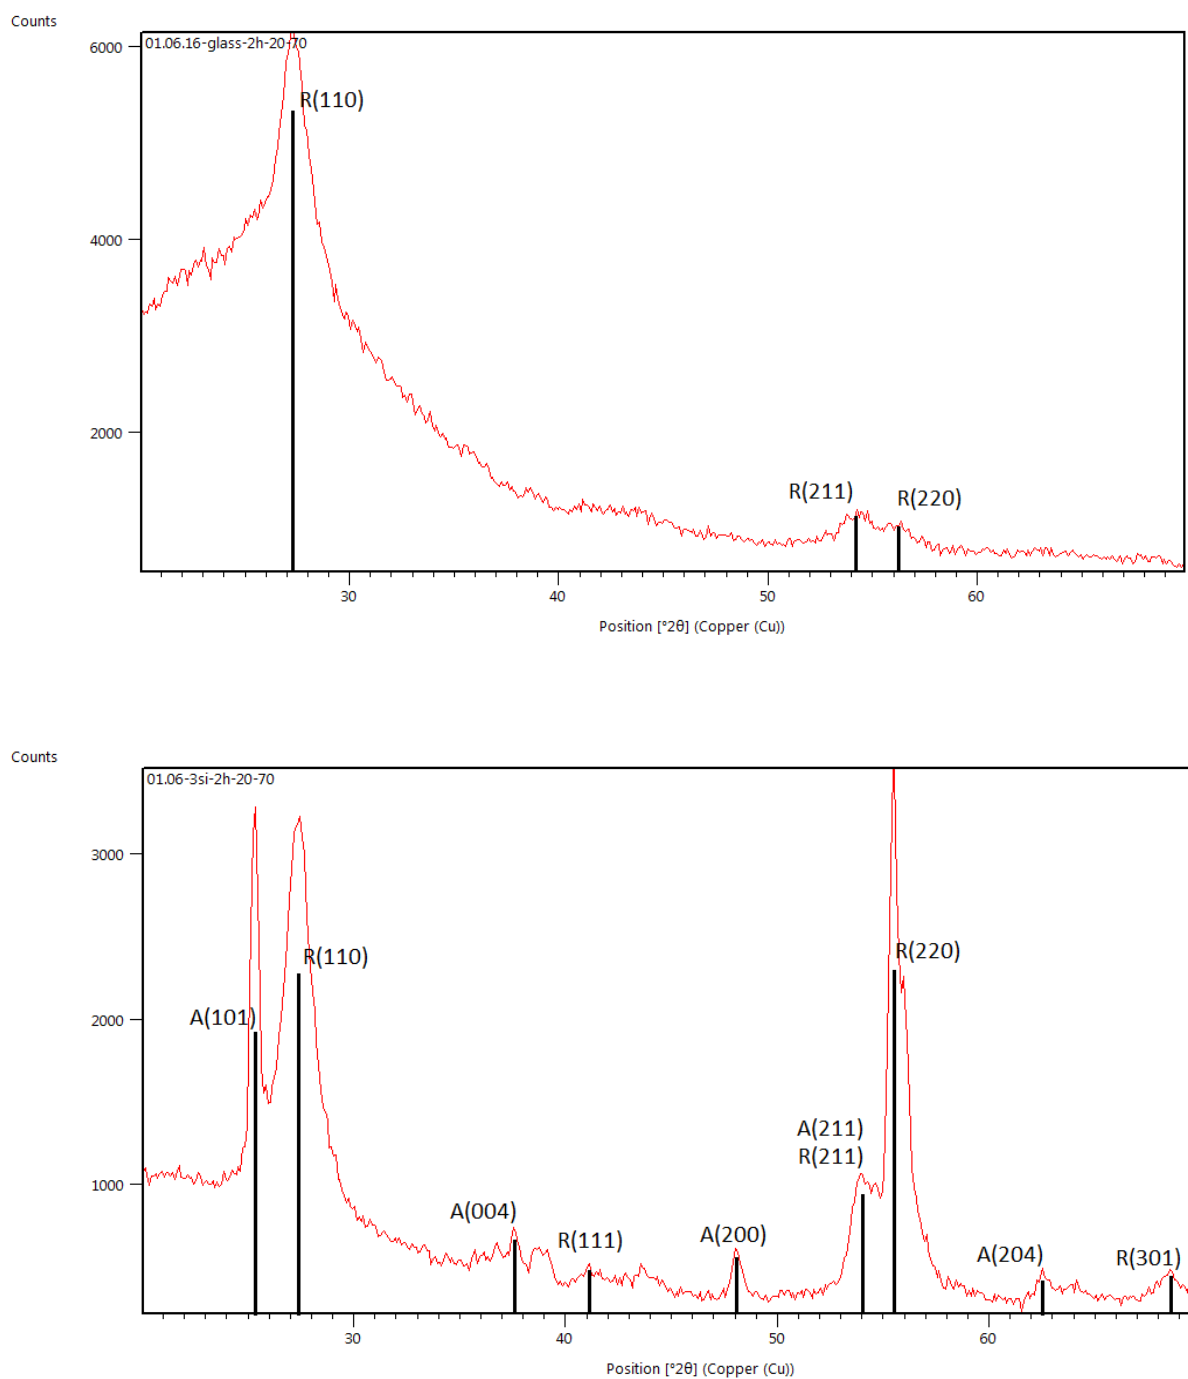 Counts
01.06.16-glass-2h-20-70
6000
R(110)
4000
2000
R(211)
R(220)
30
40
50
60
Position [°2θ] (Copper (Cu))
Counts
01.06-3si-2h-20-70
3000
R(110)
R(220)
2000
A(101)
A(211)
R(211)
1000
A(004)
R(111)
A(200)
A(204)
R(301)
30
40
50
60
Position [°2θ] (Copper (Cu))